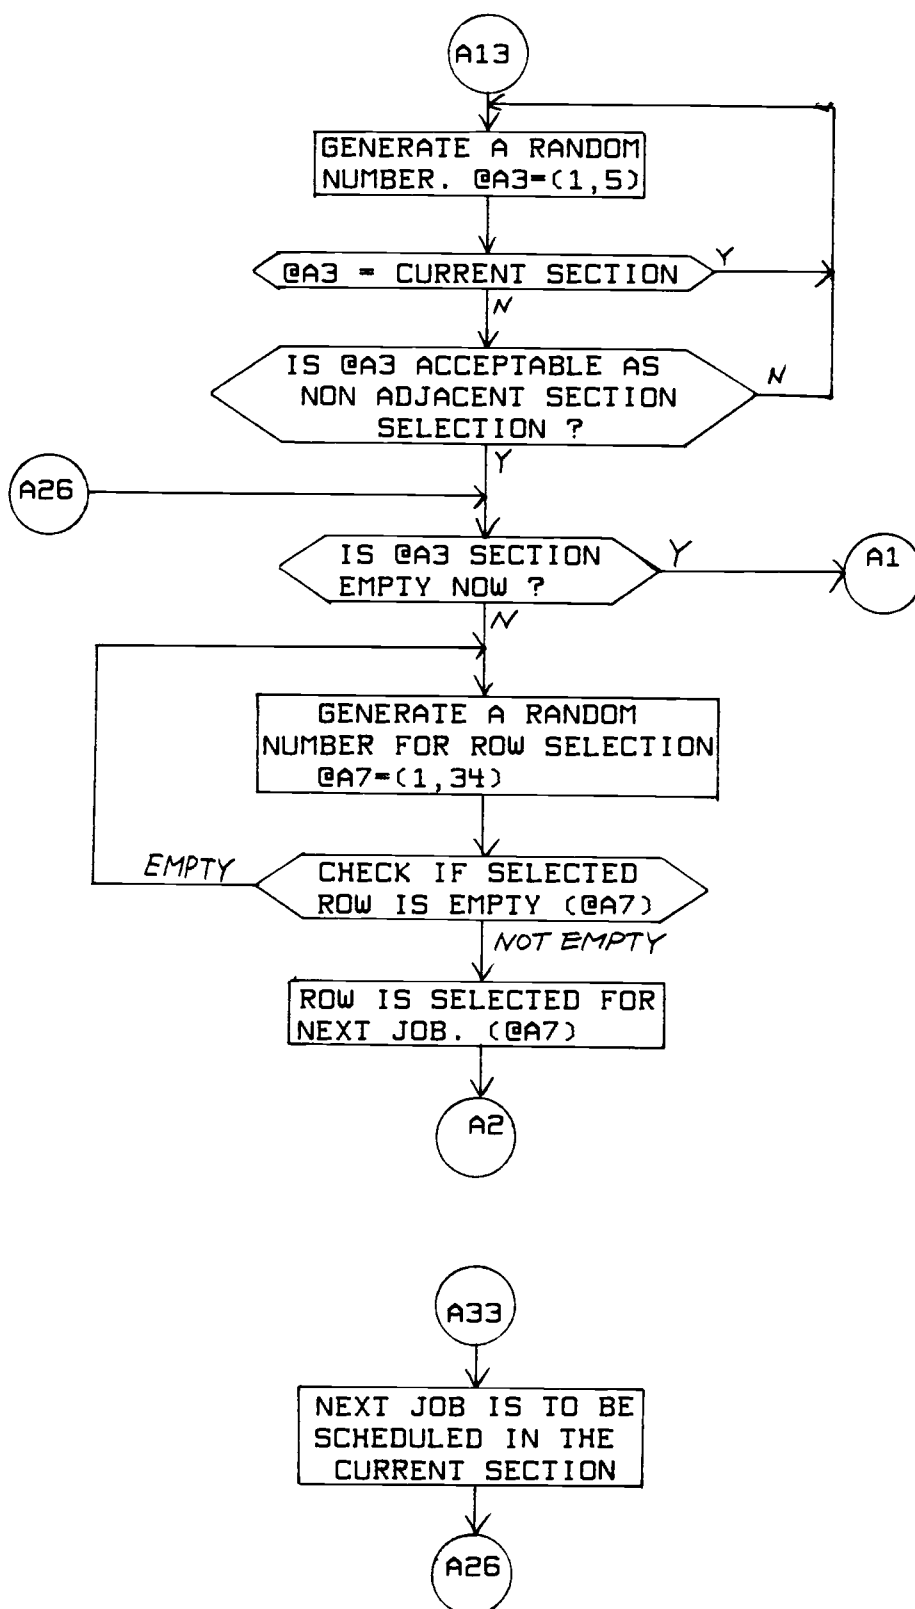 A13
GENERATE A RANDOM
NUMBER. @A3=(1,5)
@A3 = CURRENT SECTION
Y
N
IS @A3 ACCEPTABLE AS
NON ADJACENT SECTION
SELECTION ?
N
Y
A26
IS @A3 SECTION
EMPTY NOW ?
Y
A1
N
GENERATE A RANDOM
NUMBER FOR ROW SELECTION
@A7=(1,34)
EMPTY
CHECK IF SELECTED
ROW IS EMPTY (@A7)
NOT EMPTY
ROW IS SELECTED FOR
NEXT JOB. (@A7)
A2
A33
NEXT JOB IS TO BE
SCHEDULED IN THE
CURRENT SECTION
A26